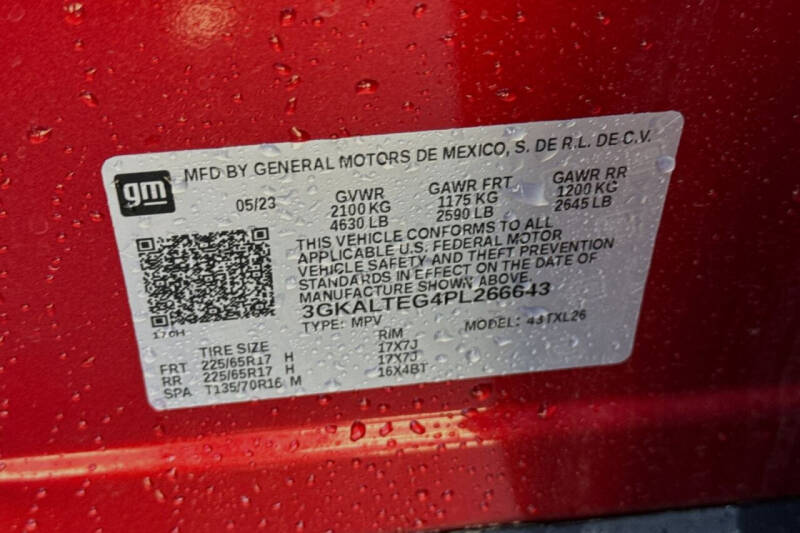 MFD BY GENERAL MOTORS DE MEXICO, S. DE R.L. DE C.V.
gm
05/23 GVWR GAWR FRT GAWR RR
2100 KG 1175 KG 1200 KG
4630 LB 2590 LB 2645 LB
THIS VEHICLE CONFORMS TO ALL
APPLICABLE U.S. FEDERAL MOTOR
VEHICLE SAFETY AND THEFT PREVENTION
STANDARDS IN EFFECT ON THE DATE OF
MANUFACTURE SHOWN ABOVE.
3GKALTEG4PL266643
170H
TYPE: MPV MODEL: 4JTXL26
TIRE SIZE RIM
FRT 225/65R17 H 17X7J
RR 225/65R17 H 17X7J
SPA T135/70R16 M 16X4BT